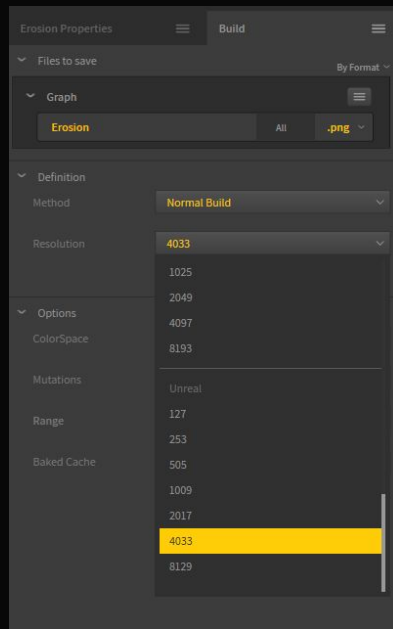 Erosion Properties
Build
Files to save
By Format
Graph
Erosion All .png
Definition
Method Normal Build
Resolution 4033
1025
2049
4097
8193
Options
ColorSpace
Mutations
Range
Baked Cache
Unreal
127
253
505
1009
2017
4033
8129